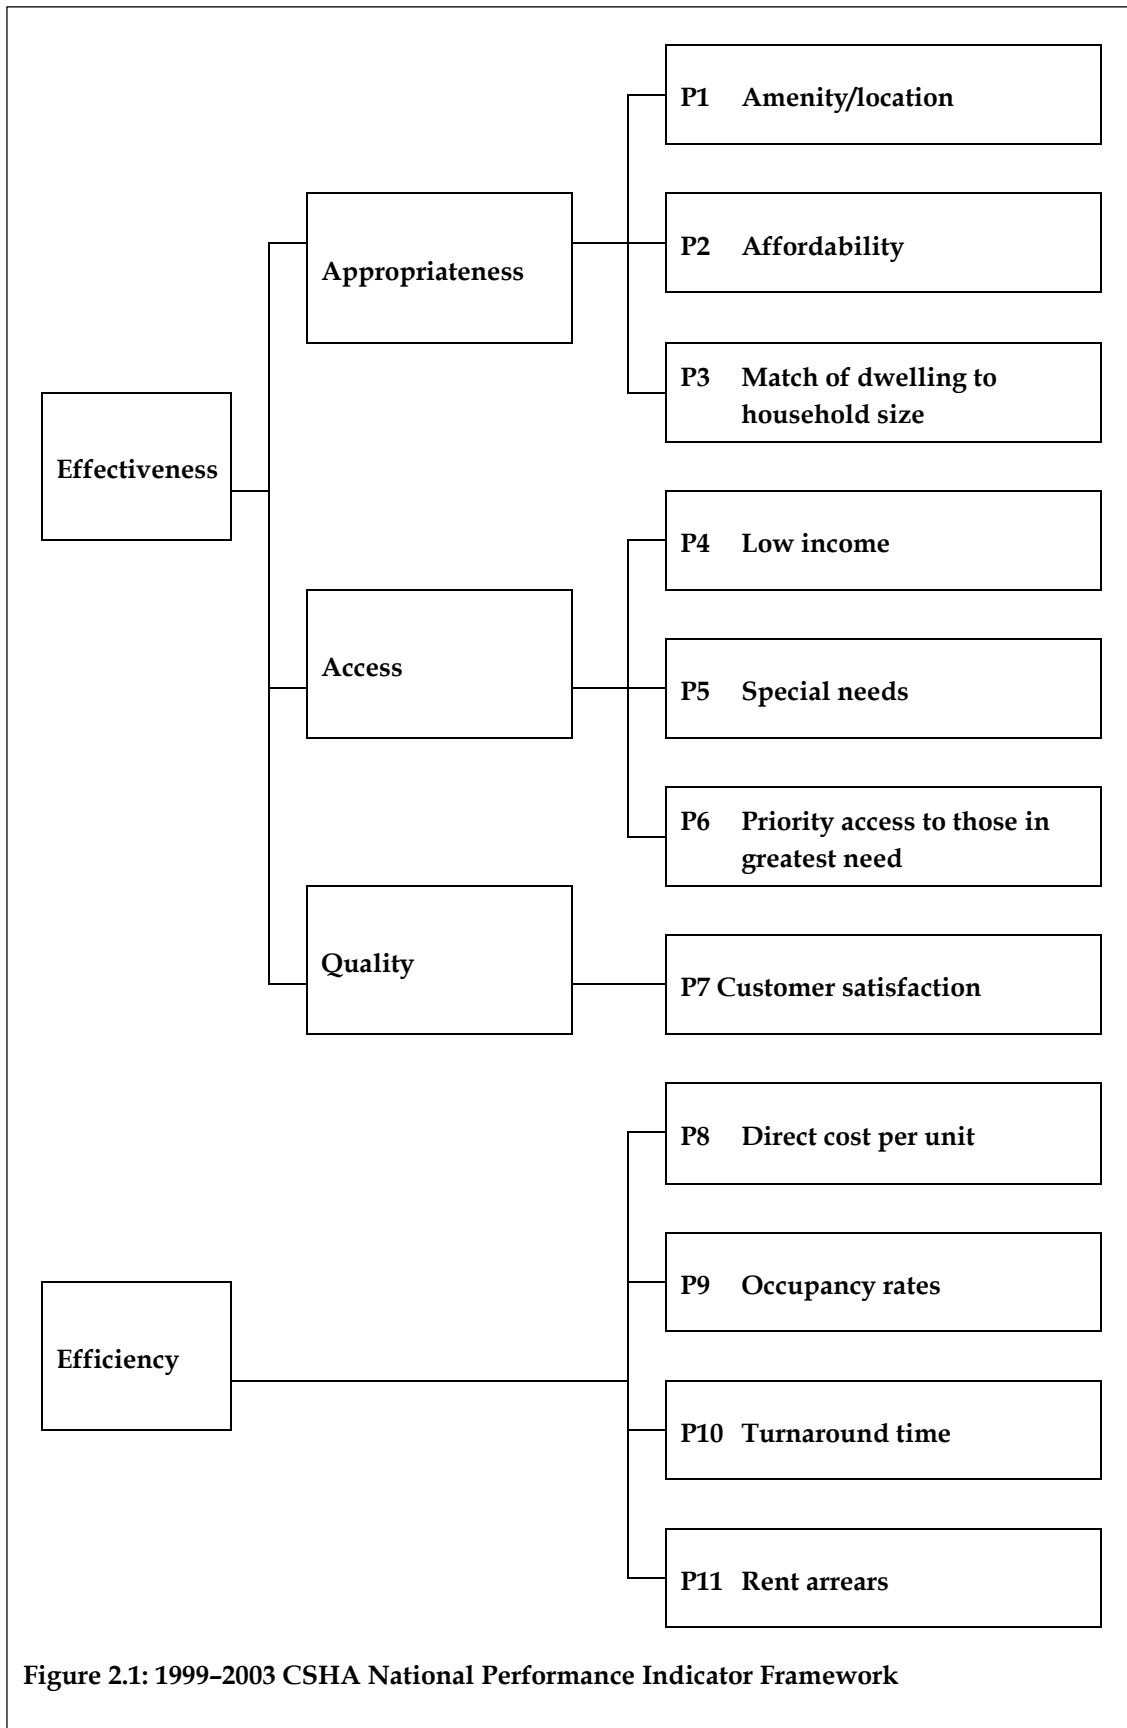 P1 Amenity/location
P2 Affordability
Appropriateness
P3 Match of dwelling to
household size
Effectiveness
P4 Low income
Access
P5 Special needs
P6 Priority access to those in
greatest need
Quality
P7 Customer satisfaction
P8 Direct cost per unit
P9 Occupancy rates
Efficiency
P10 Turnaround time
P11 Rent arrears
Figure 2.1: 1999–2003 CSHA National Performance Indicator Framework